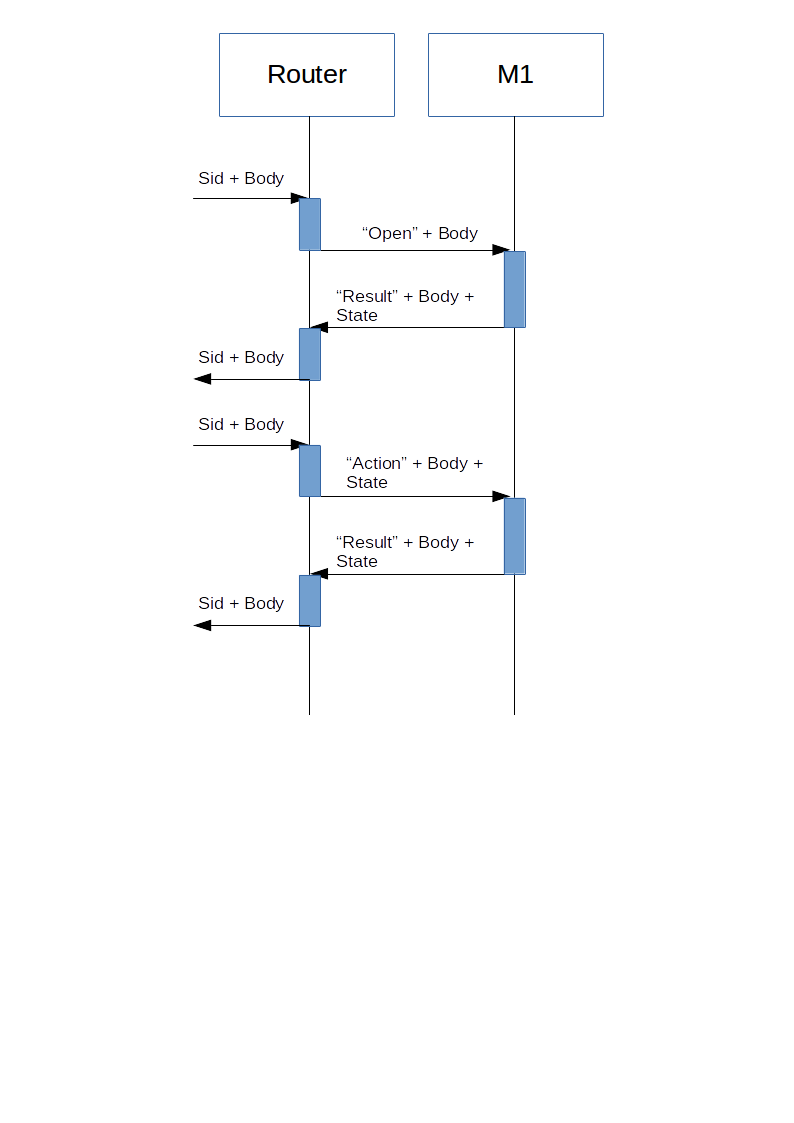 Router
M1
Sid + Body
“Open” + Body
“Result” + Body +
State
Sid + Body
Sid + Body
“Action” + Body +
State
“Result” + Body +
State
Sid + Body